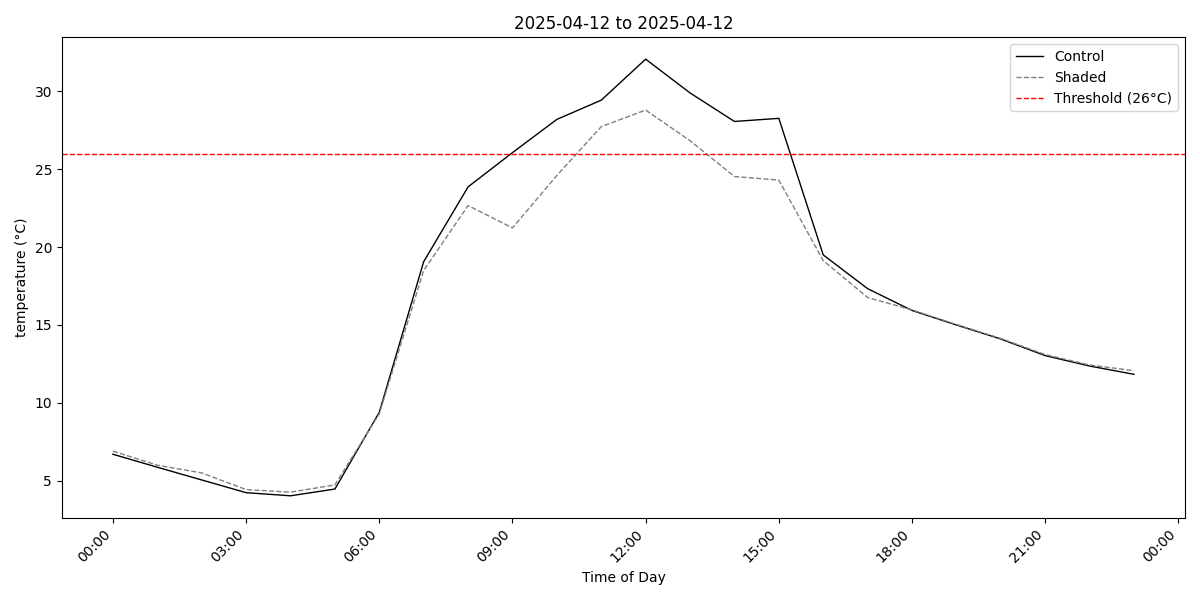 2025-04-12 to 2025-04-12
Control
Shaded
Threshold (26°C)
temperature (°C)
30
25
20
15
10
5
00:00
03:00
06:00
09:00
12:00
15:00
18:00
21:00
00:00
Time of Day